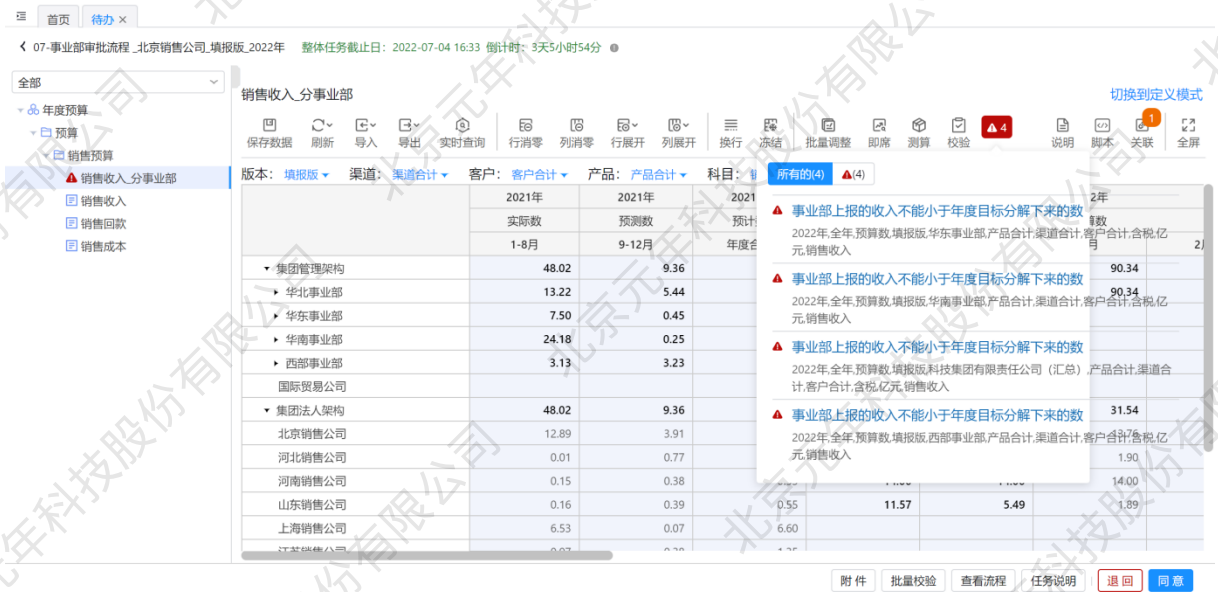 首页 待办 ×
07-事业部审批流程 _北京销售公司_填报版_2022年 整体任务截止日：2022-07-04 16:33 倒计时：3天5小时54分
全部
年度预算
预算
销售预算
销售收入_分事业部
销售收入
销售回款
销售成本
销售收入_分事业部 切换到定义模式
保存数据 刷新 导入 导出 实时查询 行消零 列消零 行展开 列展开 换行 冻结 批量调整 即席 测算 校验 4 说明 脚本 关联 1 全屏
版本： 填报版 渠道： 渠道合计 客户： 客户合计 产品： 产品合计 科目：
所有的(4) (4)
事业部上报的收入不能小于年度目标分解下来的数
2022年,全年,预算数,填报版,华东事业部,产品合计,渠道合计,客户合计,含税,亿
元,销售收入
事业部上报的收入不能小于年度目标分解下来的数
2022年,全年,预算数,填报版,华南事业部,产品合计,渠道合计,客户合计,含税,亿
元,销售收入
事业部上报的收入不能小于年度目标分解下来的数
2022年,全年,预算数,填报版,科技集团有限责任公司（汇总）,产品合计,渠道合
计,客户合计,含税,亿元,销售收入
事业部上报的收入不能小于年度目标分解下来的数
2022年,全年,预算数,填报版,西部事业部,产品合计,渠道合计,客户合计,含税,亿
元,销售收入
2021年 2021年 2021
实际数 预测数 预计
1-8月 9-12月 年度合
集团管理架构 48.02 9.36 90.34
华北事业部 13.22 5.44 90.34
华东事业部 7.50 0.45
华南事业部 24.18 0.25
西部事业部 3.13 3.23
国际贸易公司
集团法人架构 48.02 9.36 31.54
北京销售公司 12.89 3.91 13.76
河北销售公司 0.01 0.77 1.90
河南销售公司 0.15 0.38 14.00
山东销售公司 0.16 0.39 0.55 11.57 5.49 1.89
上海销售公司 6.53 0.07 6.60
附 件 批量校验 查看流程 任务说明 退 回 同 意